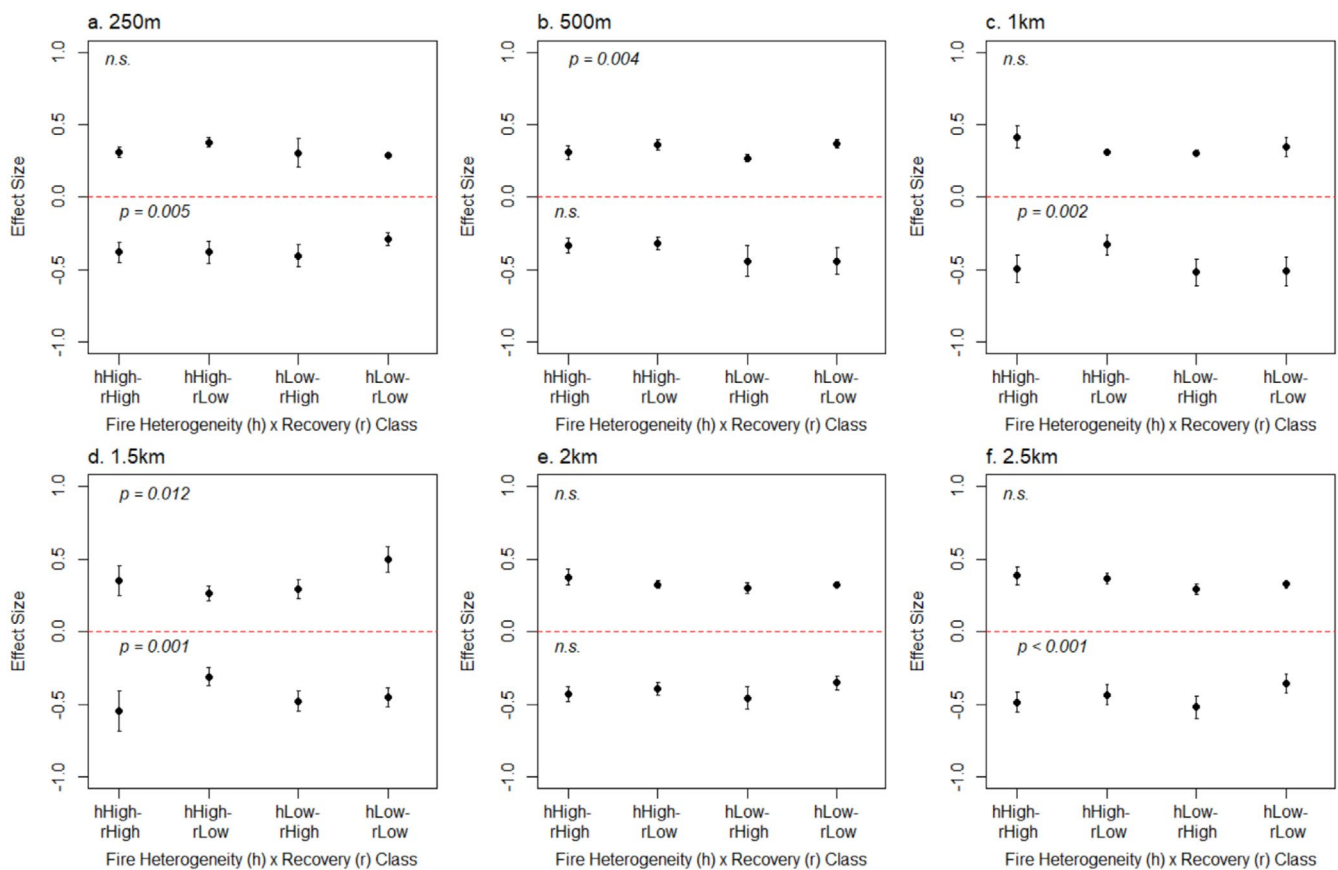 a. 250m
1.0
0.5
0.0
-0.5
-1.0
Effect Size
n.s.
p = 0.005
hHigh-
rHigh
hHigh-
rLow
hLow-
rHigh
hLow-
rLow
Fire Heterogeneity (h) x Recovery (r) Class
b. 500m
1.0
0.5
0.0
-0.5
-1.0
Effect Size
p = 0.004
n.s.
hHigh-
rHigh
hHigh-
rLow
hLow-
rHigh
hLow-
rLow
Fire Heterogeneity (h) x Recovery (r) Class
c. 1km
1.0
0.5
0.0
-0.5
-1.0
Effect Size
n.s.
p = 0.002
hHigh-
rHigh
hHigh-
rLow
hLow-
rHigh
hLow-
rLow
Fire Heterogeneity (h) x Recovery (r) Class
d. 1.5km
1.0
0.5
0.0
-0.5
-1.0
Effect Size
p = 0.012
p = 0.001
hHigh-
rHigh
hHigh-
rLow
hLow-
rHigh
hLow-
rLow
Fire Heterogeneity (h) x Recovery (r) Class
e. 2km
1.0
0.5
0.0
-0.5
-1.0
Effect Size
n.s.
n.s.
hHigh-
rHigh
hHigh-
rLow
hLow-
rHigh
hLow-
rLow
Fire Heterogeneity (h) x Recovery (r) Class
f. 2.5km
1.0
0.5
0.0
-0.5
-1.0
Effect Size
n.s.
p < 0.001
hHigh-
rHigh
hHigh-
rLow
hLow-
rHigh
hLow-
rLow
Fire Heterogeneity (h) x Recovery (r) Class